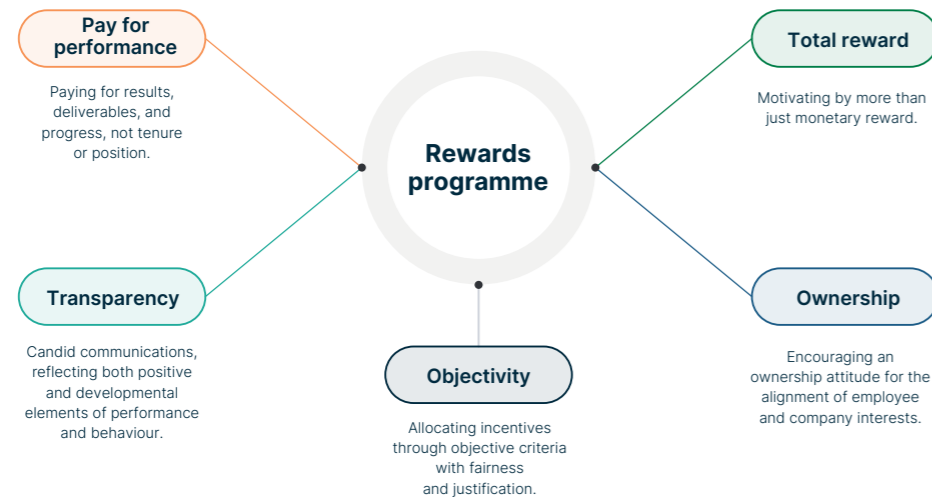 Pay for
performance
Paying for results,
deliverables, and
progress, not tenure
or position.
Total reward
Motivating by more than
just monetary reward.
Rewards
programme
Transparency
Candid communications,
reflecting both positive
and developmental
elements of performance
and behaviour.
Objectivity
Allocating incentives
through objective criteria
with fairness
and justification.
Ownership
Encouraging an
ownership attitude for the
alignment of employee
and company interests.